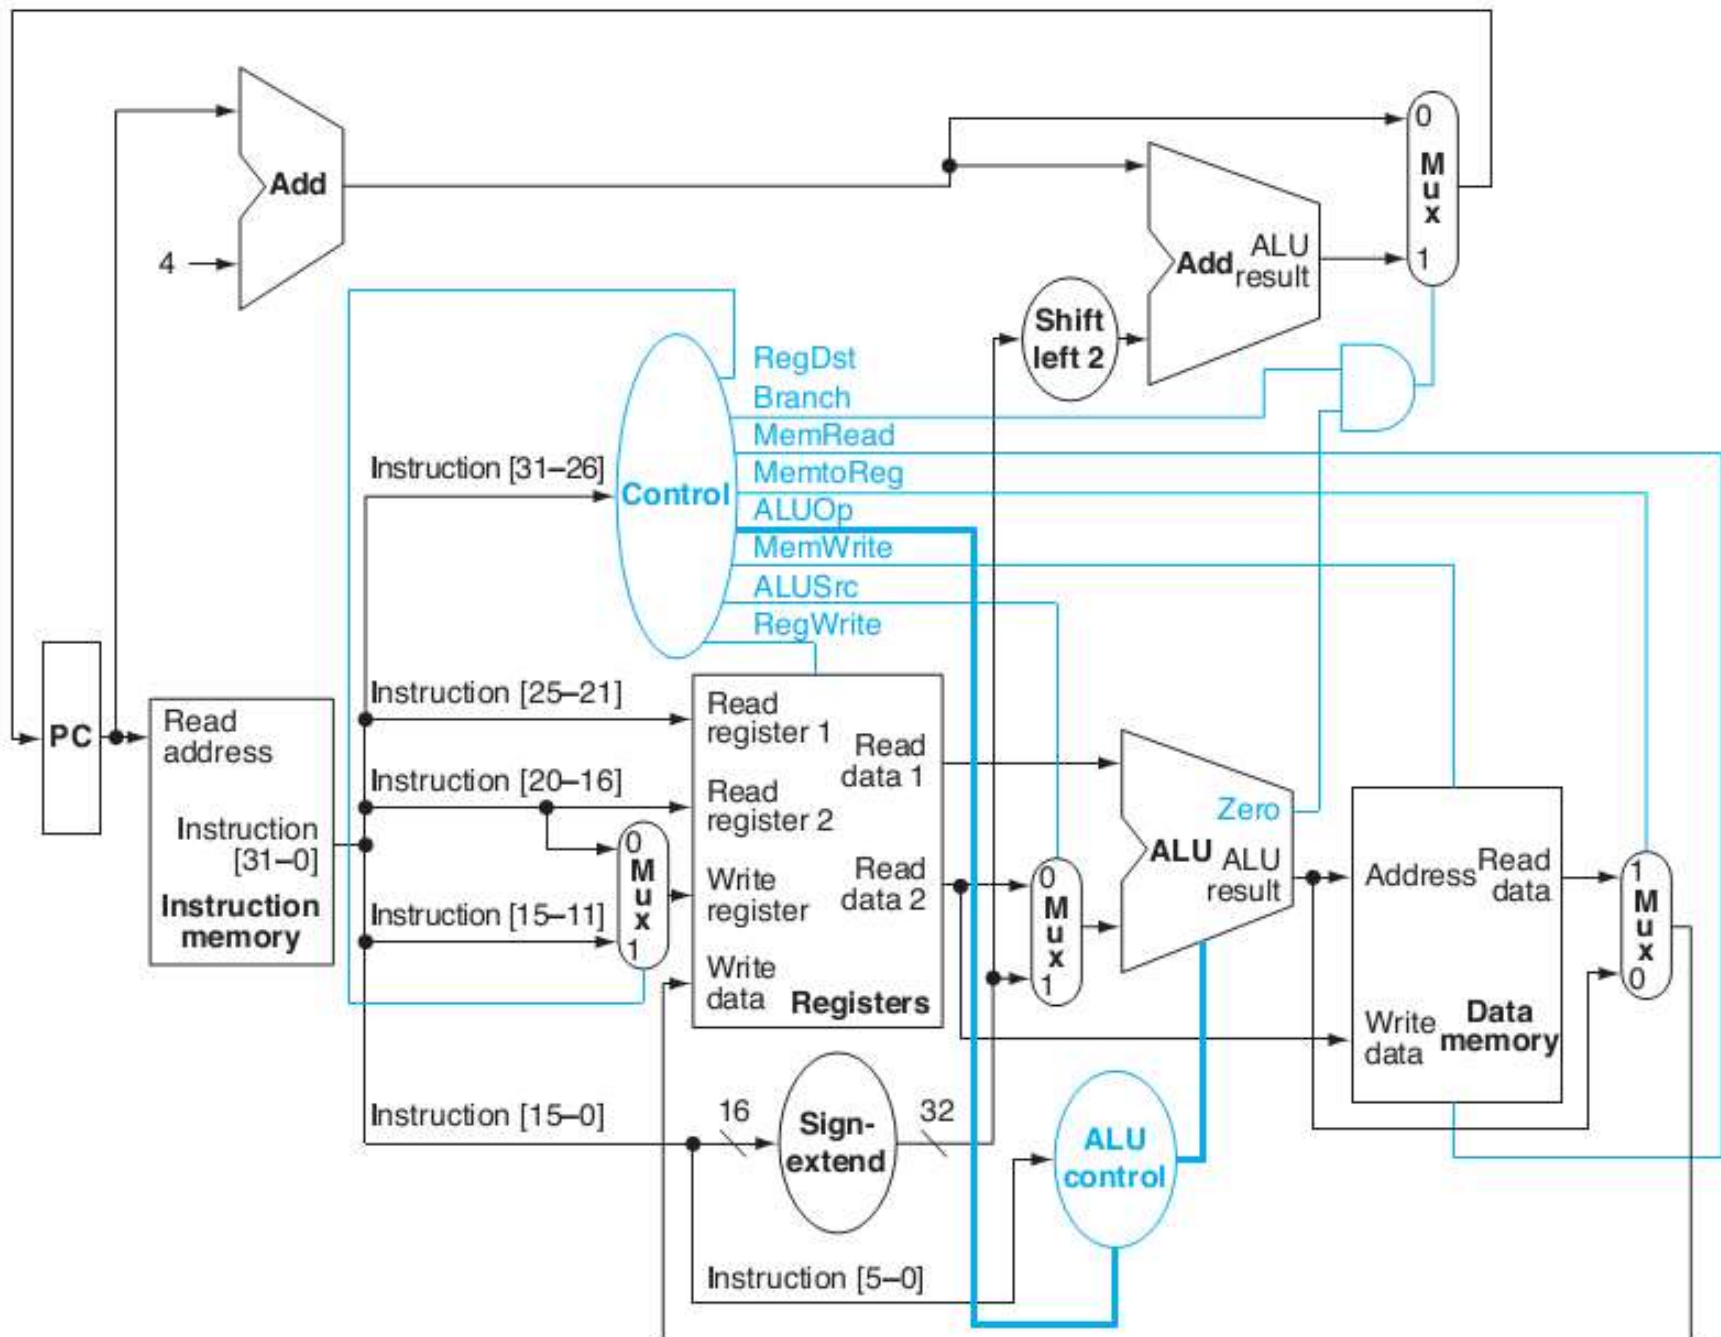 0
M
u
x
1
Add
4
Add
ALU
result
Shift
left 2
RegDst
Branch
MemRead
MemtoReg
ALUOp
MemWrite
ALUSrc
RegWrite
Control
Instruction [31–26]
Instruction [25–21]
Instruction [20–16]
Instruction [15–11]
Instruction [15–0]
Instruction [5–0]
PC
Read
address
Instruction
[31–0]
Instruction
memory
0
M
u
x
1
Read
register 1
Read
register 2
Write
register
Write
data
Read
data 1
Read
data 2
Registers
0
M
u
x
1
Zero
ALU
ALU
result
Address
Read
data
Write
data
Data
memory
1
M
u
x
0
16
Sign-
extend
32
ALU
control